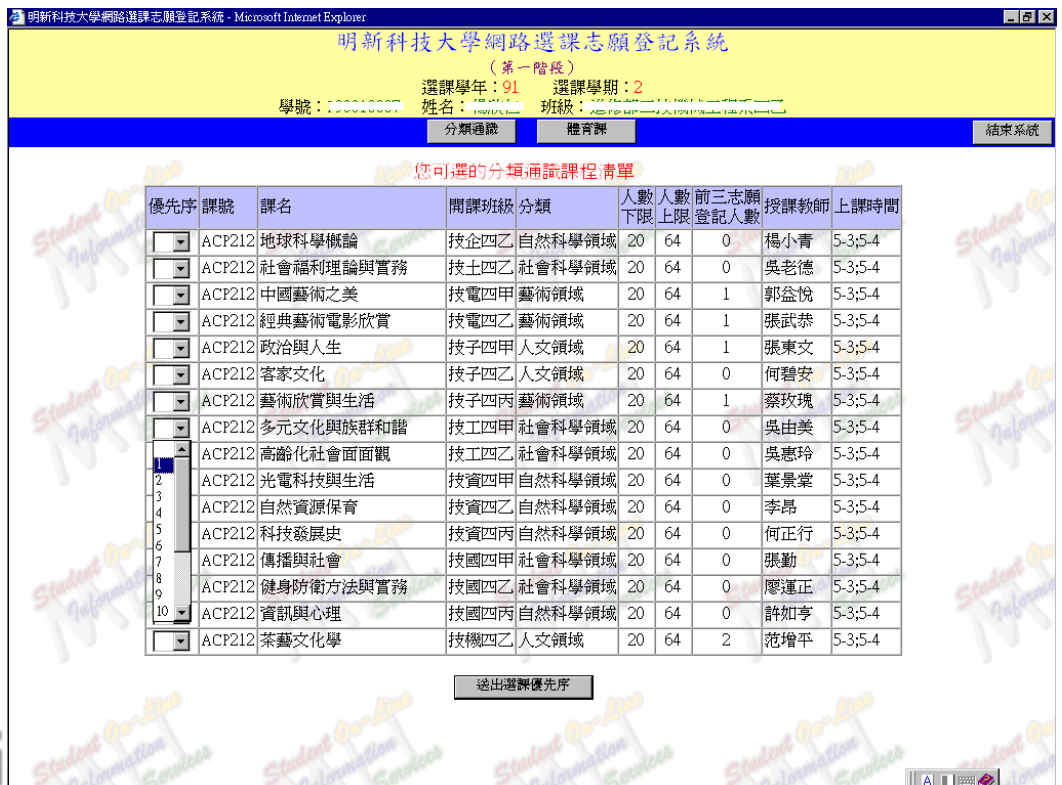 明新科技大學網路選課志願登記系統 - Microsoft Internet Explorer
明新科技大學網路選課志願登記系統
(第一階段)
選課學年：91 選課學期：2
學號： 姓名： 班級：
分類通識 體育課 結束系統
您可選的分類通識課程清單
優先序 課號 課名 開課班級 分類 人數下限 人數上限 前三志願登記人數 授課教師 上課時間
ACP212 地球科學概論 技企四乙 自然科學領域 20 64 0 楊小青 5-3;5-4
ACP212 社會福利理論與實務 技土四乙 社會科學領域 20 64 0 吳老德 5-3;5-4
ACP212 中國藝術之美 技電四甲 藝術領域 20 64 1 郭益悅 5-3;5-4
ACP212 經典藝術電影欣賞 技電四乙 藝術領域 20 64 1 張武恭 5-3;5-4
ACP212 政治與人生 技子四甲 人文領域 20 64 1 張東文 5-3;5-4
ACP212 客家文化 技子四乙 人文領域 20 64 0 何碧安 5-3;5-4
ACP212 藝術欣賞與生活 技子四丙 藝術領域 20 64 1 蔡玫瑰 5-3;5-4
ACP212 多元文化與族群和諧 技工四甲 社會科學領域 20 64 0 吳由美 5-3;5-4
ACP212 高齡化社會面面觀 技工四乙 社會科學領域 20 64 0 吳惠玲 5-3;5-4
ACP212 光電科技與生活 技資四甲 自然科學領域 20 64 0 葉景棠 5-3;5-4
ACP212 自然資源保育 技資四乙 自然科學領域 20 64 0 李昂 5-3;5-4
ACP212 科技發展史 技資四丙 自然科學領域 20 64 0 何正行 5-3;5-4
ACP212 傳播與社會 技國四甲 社會科學領域 20 64 0 張勤 5-3;5-4
ACP212 健身防衛方法與實務 技國四乙 社會科學領域 20 64 0 廖運正 5-3;5-4
ACP212 資訊與心理 技國四丙 自然科學領域 20 64 0 許如亨 5-3;5-4
ACP212 茶藝文化學 技機四乙 人文領域 20 64 2 范增平 5-3;5-4
1
2
3
4
5
6
7
8
9
10
送出選課優先序
Student On-Line
Information
Services
A